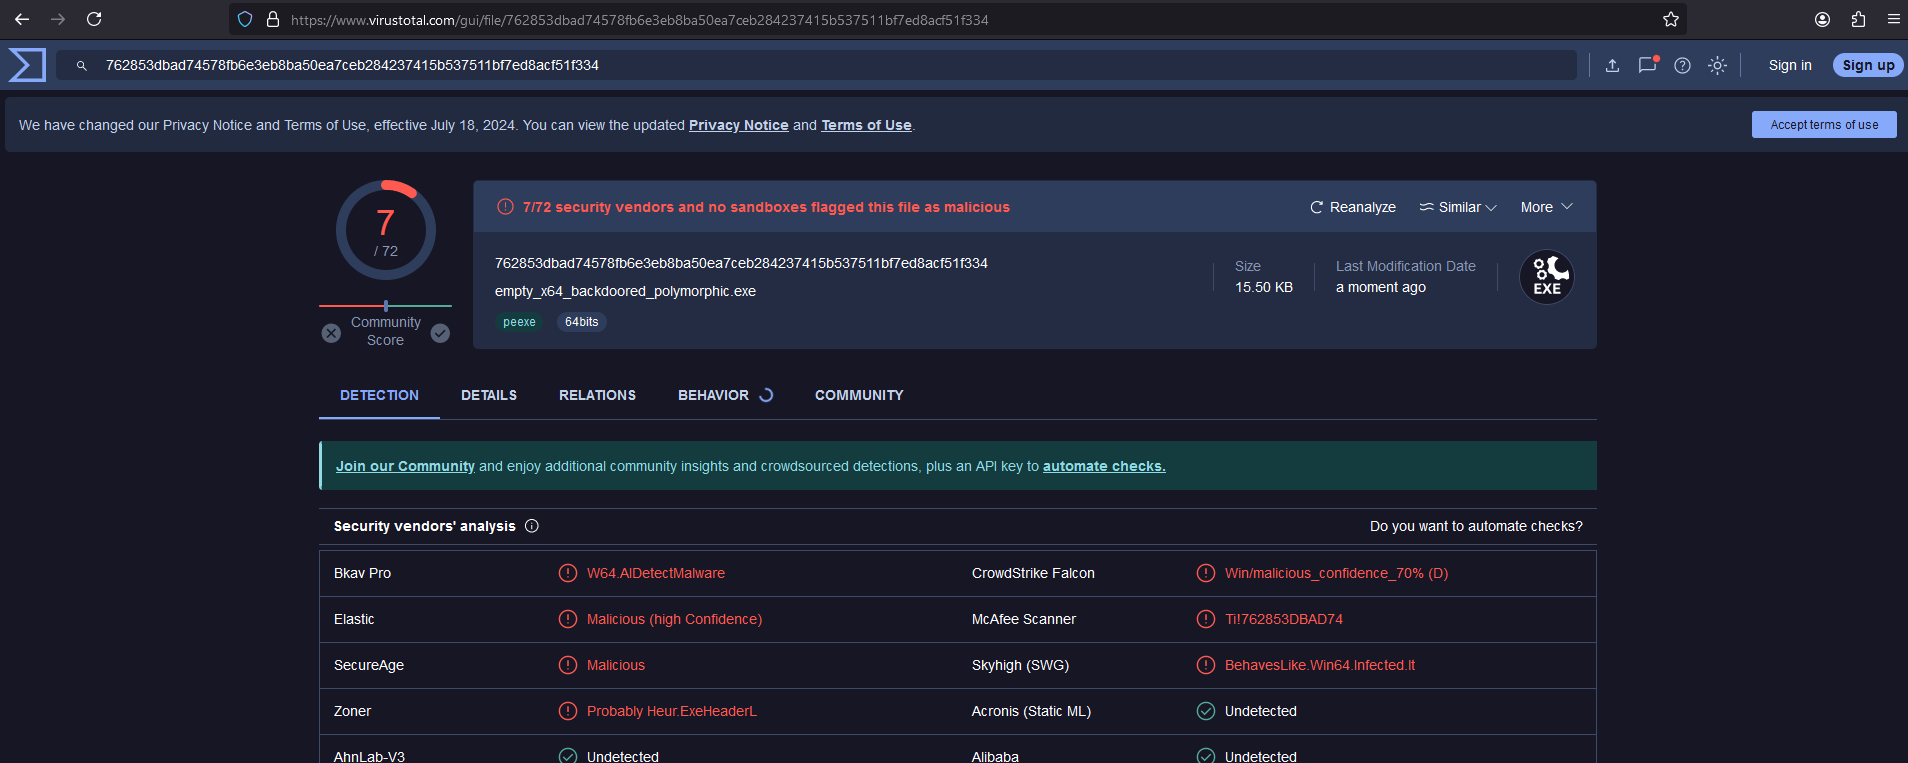 https://www.virustotal.com/gui/file/762853dbad74578fb6e3eb8ba50ea7ceb284237415b537511bf7ed8acf51f334
762853dbad74578fb6e3eb8ba50ea7ceb284237415b537511bf7ed8acf51f334
Sign in
Sign up
We have changed our Privacy Notice and Terms of Use, effective July 18, 2024. You can view the updated Privacy Notice and Terms of Use.
Accept terms of use
7
/ 72
Community
Score
7/72 security vendors and no sandboxes flagged this file as malicious
Reanalyze
Similar
More
762853dbad74578fb6e3eb8ba50ea7ceb284237415b537511bf7ed8acf51f334
empty_x64_backdoored_polymorphic.exe
peexe
64bits
Size
15.50 KB
Last Modification Date
a moment ago
EXE
DETECTION
DETAILS
RELATIONS
BEHAVIOR
COMMUNITY
Join our Community and enjoy additional community insights and crowdsourced detections, plus an API key to automate checks.
Security vendors' analysis
Do you want to automate checks?
Bkav Pro
W64.AIDetectMalware
CrowdStrike Falcon
Win/malicious_confidence_70% (D)
Elastic
Malicious (high Confidence)
McAfee Scanner
Ti!762853DBAD74
SecureAge
Malicious
Skyhigh (SWG)
BehavesLike.Win64.Infected.lt
Zoner
Probably Heur.ExeHeaderL
Acronis (Static ML)
Undetected
AhnLab-V3
Undetected
Alibaba
Undetected